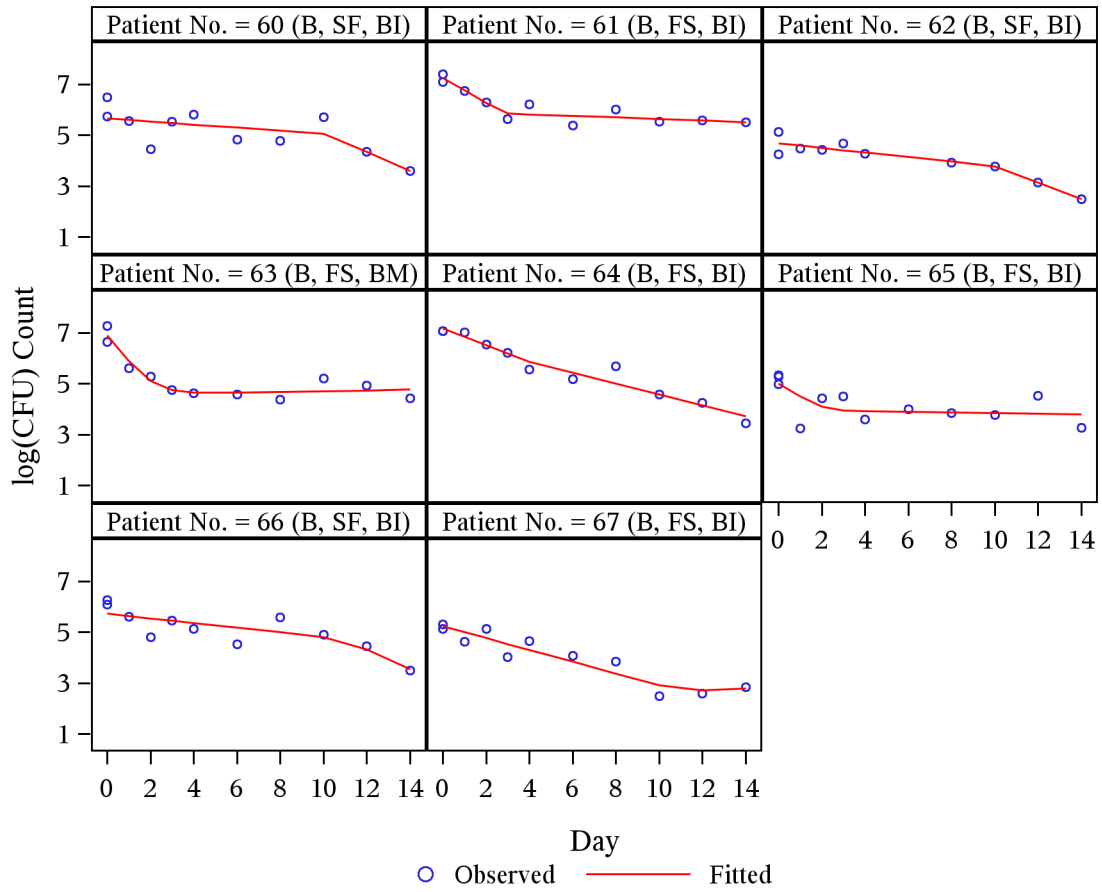 Patient No. = 60 (B, SF, BI) Patient No. = 61 (B, FS, BI) Patient No. = 62 (B, SF, BI)
7
5
3
1
Patient No. = 63 (B, FS, BM) Patient No. = 64 (B, FS, BI) Patient No. = 65 (B, FS, BI)
log(CFU) Count
7
5
3
1
Patient No. = 66 (B, SF, BI) Patient No. = 67 (B, FS, BI) 0 2 4 6 8 10 12 14
7
5
3
1
0 2 4 6 8 10 12 14 0 2 4 6 8 10 12 14
Day
Observed Fitted